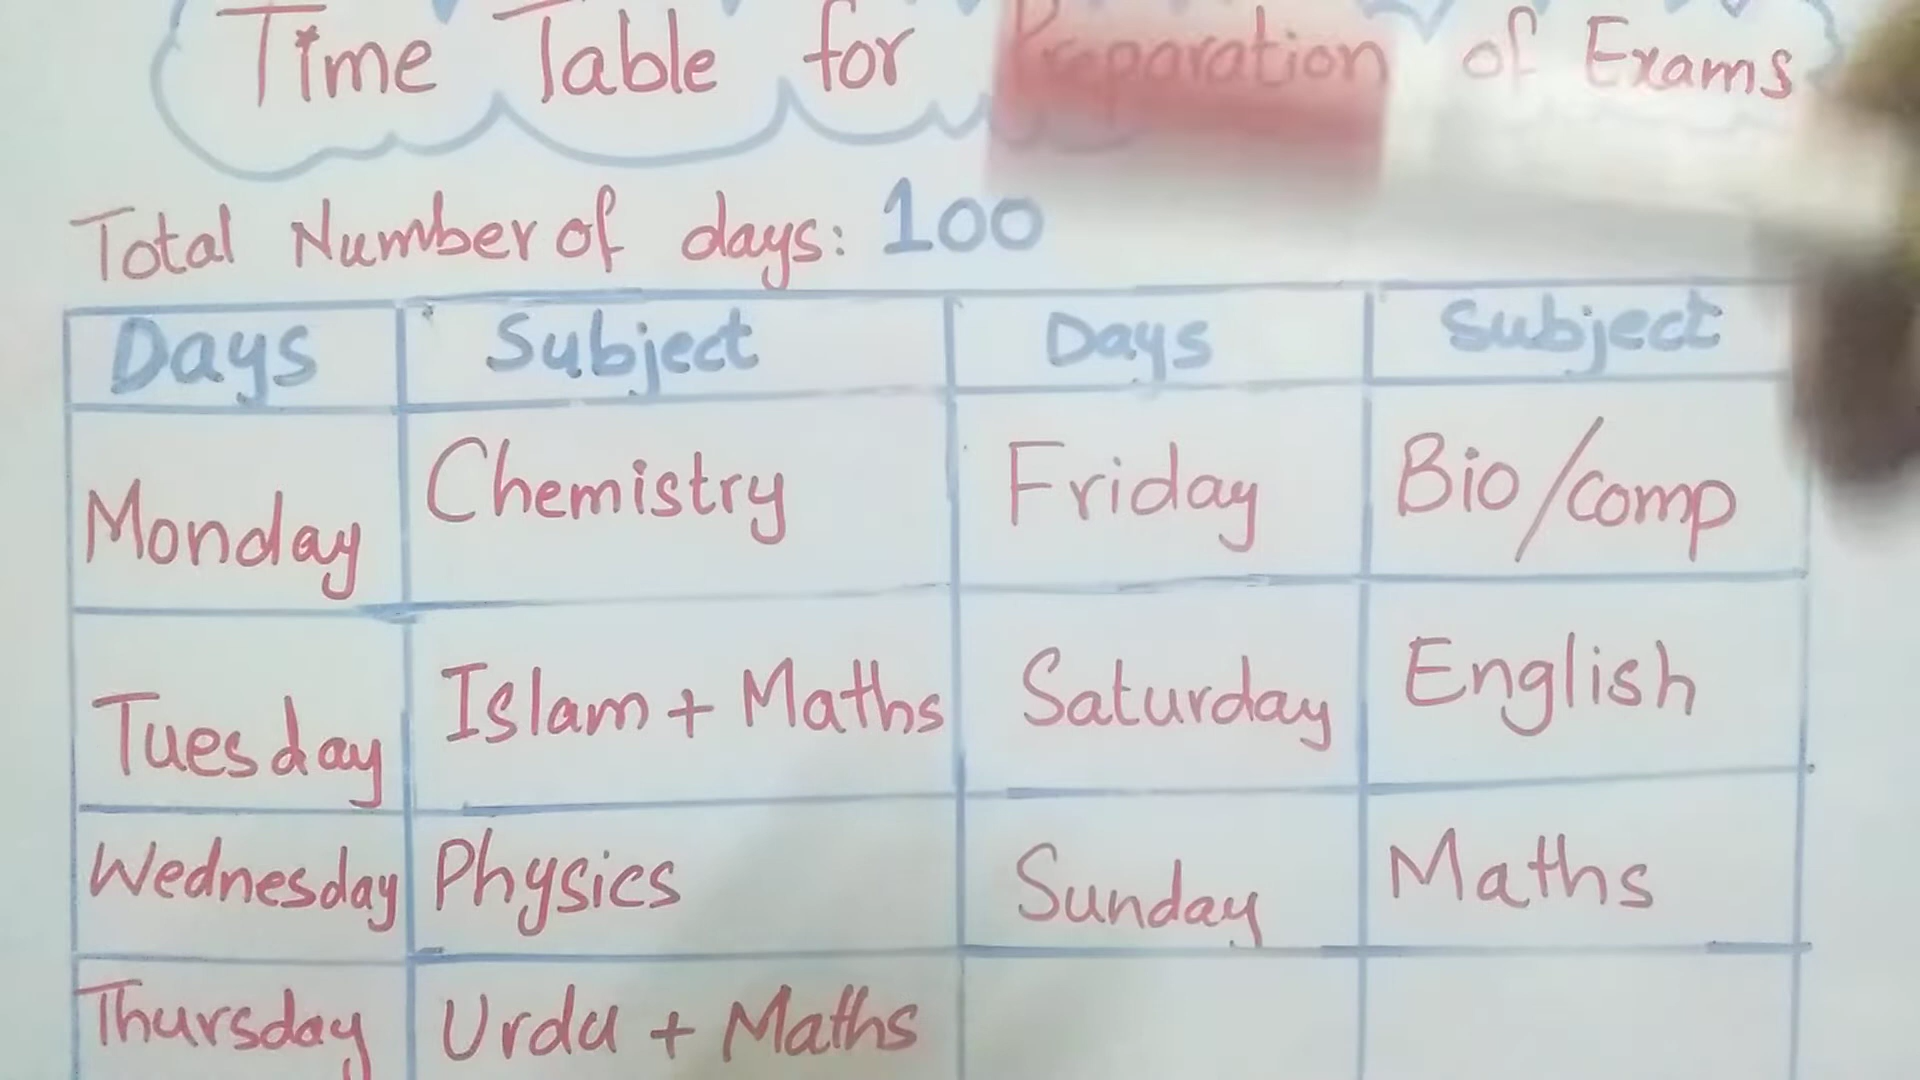 Time Table for Preparation of Exams
Total Number of days: 100
Days Subject Days Subject
Monday Chemistry Friday Bio/comp
Tuesday Islam + Maths Saturday English
Wednesday Physics Sunday Maths
Thursday Urdu + Maths